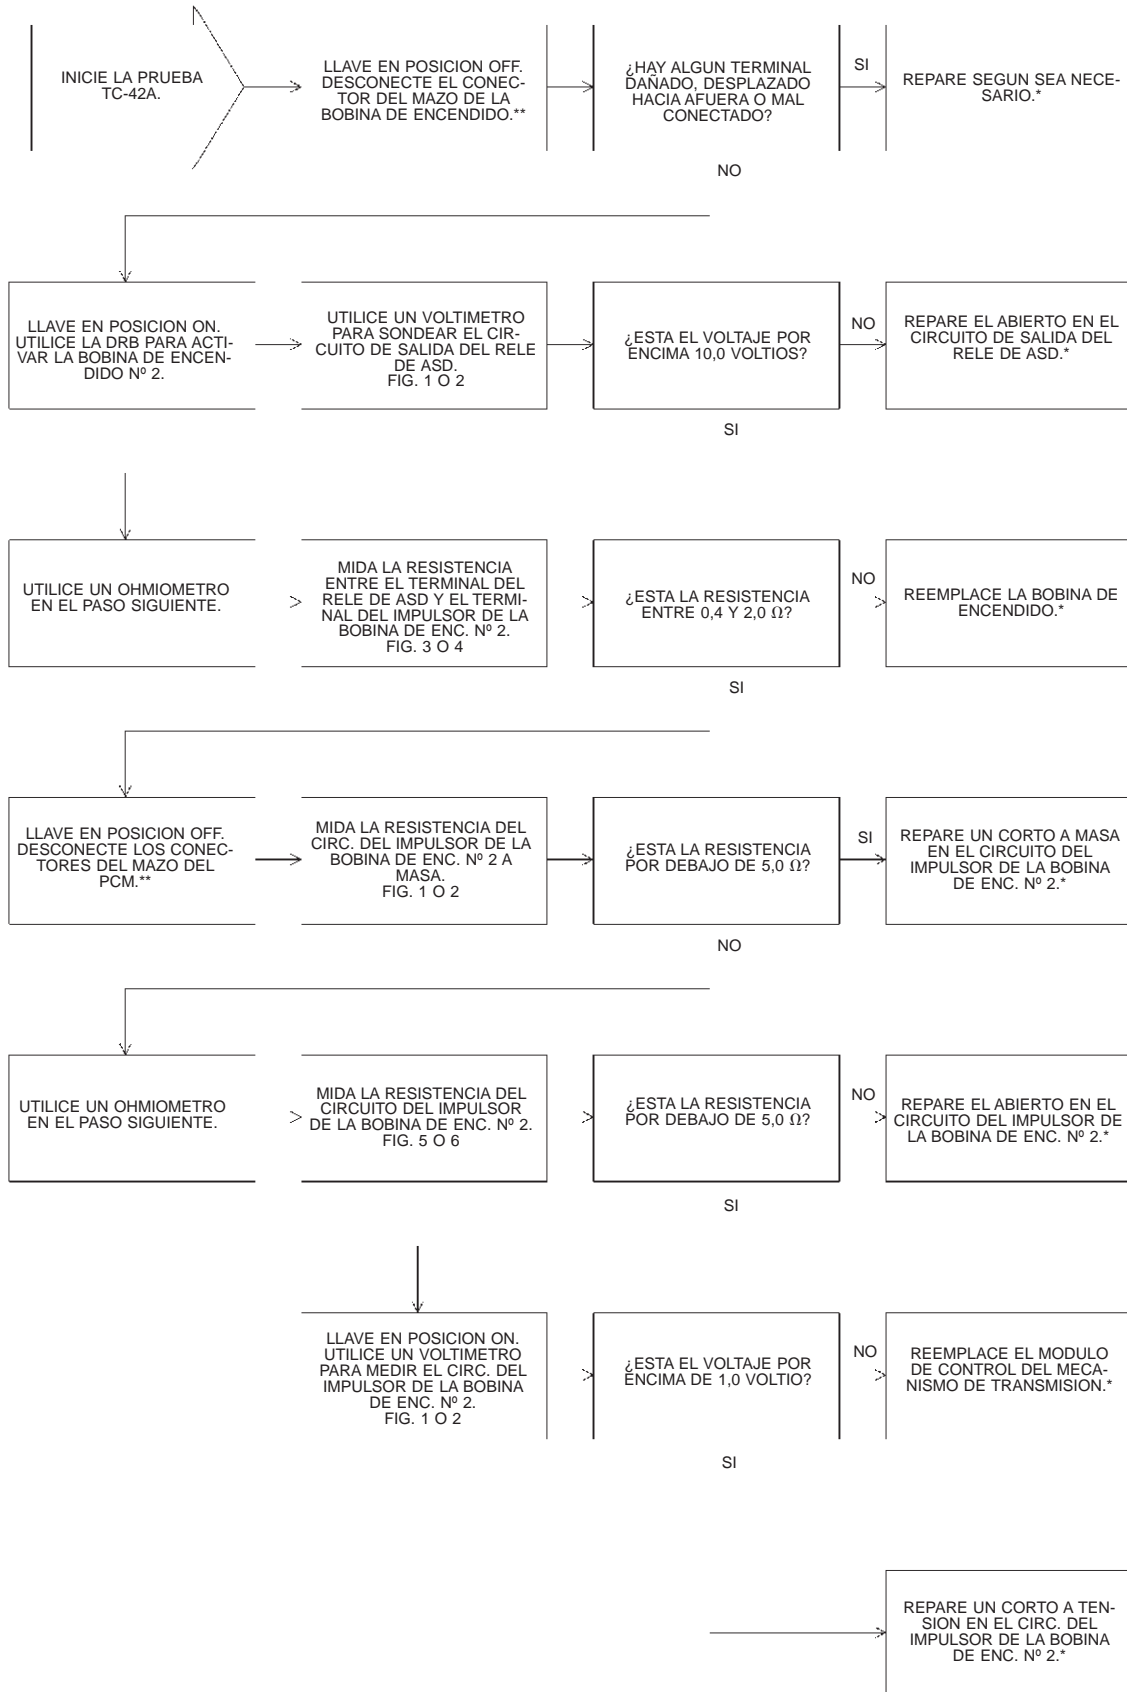 INICIE LA PRUEBA
TC-42A.
LLAVE EN POSICION OFF.
DESCONECTE EL CONEC-
TOR DEL MAZO DE LA
BOBINA DE ENCENDIDO.**
¿HAY ALGUN TERMINAL
DAÑADO, DESPLAZADO
HACIA AFUERA O MAL
CONECTADO?
SI
REPARE SEGUN SEA NECE-
SARIO.*
NO
LLAVE EN POSICION ON.
UTILICE LA DRB PARA ACTI-
VAR LA BOBINA DE ENCEN-
DIDO Nº 2.
UTILICE UN VOLTIMETRO
PARA SONDEAR EL CIR-
CUITO DE SALIDA DEL RELE
DE ASD.
FIG. 1 O 2
¿ESTA EL VOLTAJE POR
ENCIMA 10,0 VOLTIOS?
NO
REPARE EL ABIERTO EN EL
CIRCUITO DE SALIDA DEL
RELE DE ASD.*
SI
UTILICE UN OHMIOMETRO
EN EL PASO SIGUIENTE.
MIDA LA RESISTENCIA
ENTRE EL TERMINAL DEL
RELE DE ASD Y EL TERMI-
NAL DEL IMPULSOR DE LA
BOBINA DE ENC. Nº 2.
FIG. 3 O 4
¿ESTA LA RESISTENCIA
ENTRE 0,4 Y 2,0 Ω?
NO
REEMPLACE LA BOBINA DE
ENCENDIDO.*
SI
LLAVE EN POSICION OFF.
DESCONECTE LOS CONEC-
TORES DEL MAZO DEL
PCM.**
MIDA LA RESISTENCIA DEL
CIRC. DEL IMPULSOR DE LA
BOBINA DE ENC. Nº 2 A
MASA.
FIG. 1 O 2
¿ESTA LA RESISTENCIA
POR DEBAJO DE 5,0 Ω?
SI
REPARE UN CORTO A MASA
EN EL CIRCUITO DEL
IMPULSOR DE LA BOBINA
DE ENC. Nº 2.*
NO
UTILICE UN OHMIOMETRO
EN EL PASO SIGUIENTE.
MIDA LA RESISTENCIA DEL
CIRCUITO DEL IMPULSOR
DE LA BOBINA DE ENC. Nº 2.
FIG. 5 O 6
¿ESTA LA RESISTENCIA
POR DEBAJO DE 5,0 Ω?
NO
REPARE EL ABIERTO EN EL
CIRCUITO DEL IMPULSOR DE
LA BOBINA DE ENC. Nº 2.*
SI
LLAVE EN POSICION ON.
UTILICE UN VOLTIMETRO
PARA MEDIR EL CIRC. DEL
IMPULSOR DE LA BOBINA
DE ENC. Nº 2.
FIG. 1 O 2
¿ESTA EL VOLTAJE POR
ENCIMA DE 1,0 VOLTIO?
NO
REEMPLACE EL MODULO
DE CONTROL DEL MECA-
NISMO DE TRANSMISION.*
SI
REPARE UN CORTO A TEN-
SION EN EL CIRC. DEL
IMPULSOR DE LA BOBINA
DE ENC. Nº 2.*